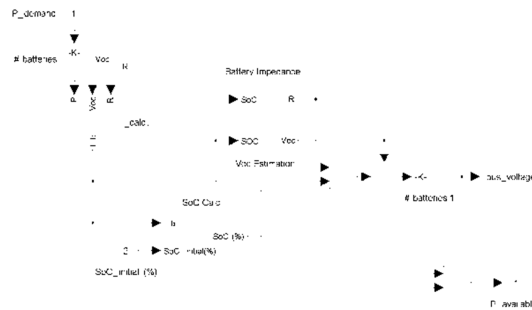 P_demand 1
# batteries
-K-
Voc
R
P
Voc
R
_calc.
Battery Impedance
SoC R
SOC Voc
Voc Estimation
-K-
bus_voltage
# batteries 1
SoC Calc
Ib
SoC (%)
2
SoC_initial(%)
SoC_initial (%)
P_availabl